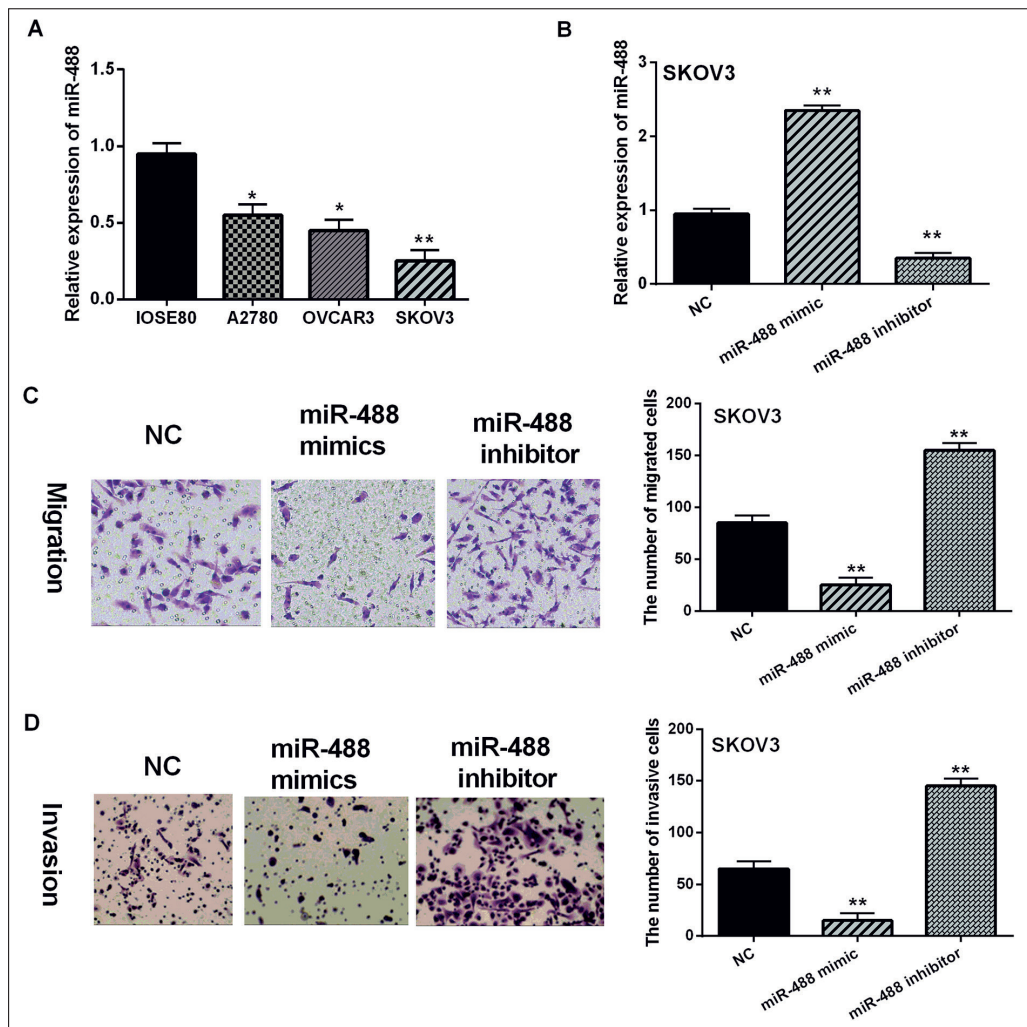 A
Relative expression of miR-488
1.5
1.0
0.5
0.0
*
*
**
IOSE80
A2780
OVCAR3
SKOV3
B
Relative expression of miR-488
SKOV3
3
2
1
0
**
**
NC
miR-488 mimic
miR-488 inhibitor
C
Migration
NC
miR-488
mimics
miR-488
inhibitor
The number of migrated cells
SKOV3
200
150
100
50
0
**
**
NC
miR-488 mimic
miR-488 inhibitor
D
Invasion
NC
miR-488
mimics
miR-488
inhibitor
The number of invasive cells
SKOV3
200
150
100
50
0
**
**
NC
miR-488 mimic
miR-488 inhibitor